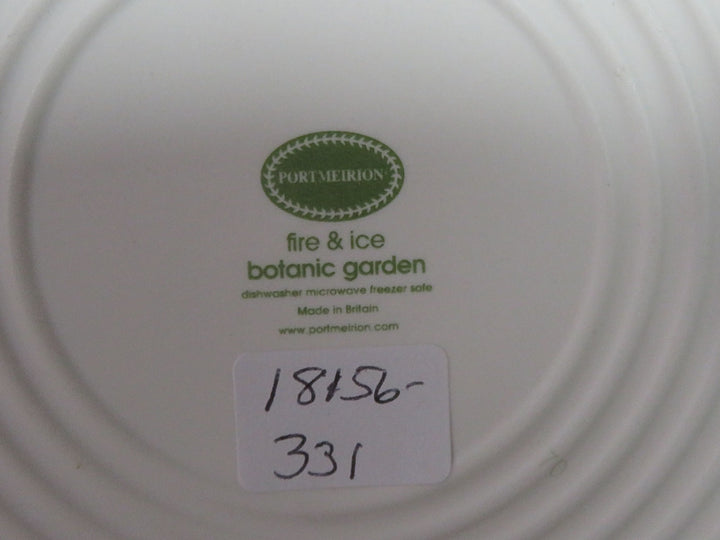 PORTMEIRION
fire & ice
botanic garden
dishwasher microwave freezer safe
Made in Britain
www.portmeirion.com
18156-
331